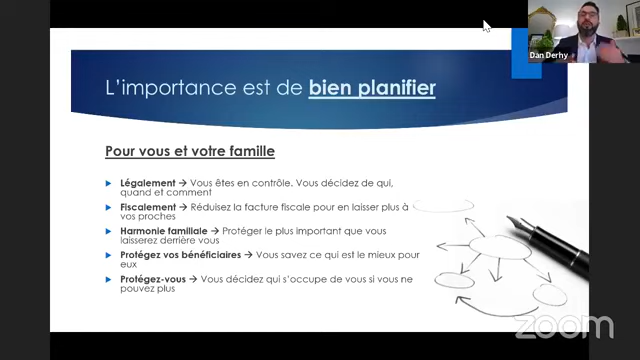 Dan Derhy
L'importance est de bien planifier
Pour vous et votre famille
Légalement → Vous êtes en contrôle. Vous décidez de qui,
quand et comment
Fiscalement → Réduisez la facture fiscale pour en laisser plus à
vos proches
Harmonie familiale → Protéger le plus important que vous
laisserez derrière vous
Protégez vos bénéficiaires → Vous savez ce qui est le mieux pour
eux
Protégez-vous → Vous décidez qui s'occupe de vous si vous ne
pouvez plus
zoom